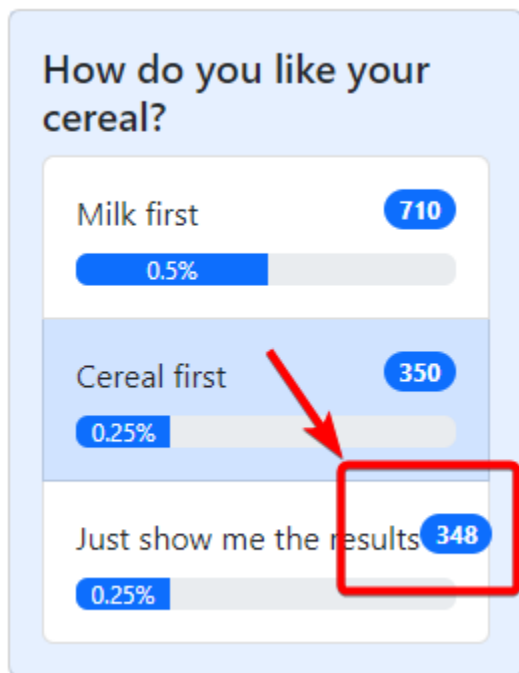 How do you like your
cereal?
Milk first 710
0.5%
Cereal first 350
0.25%
Just show me the results 348
0.25%